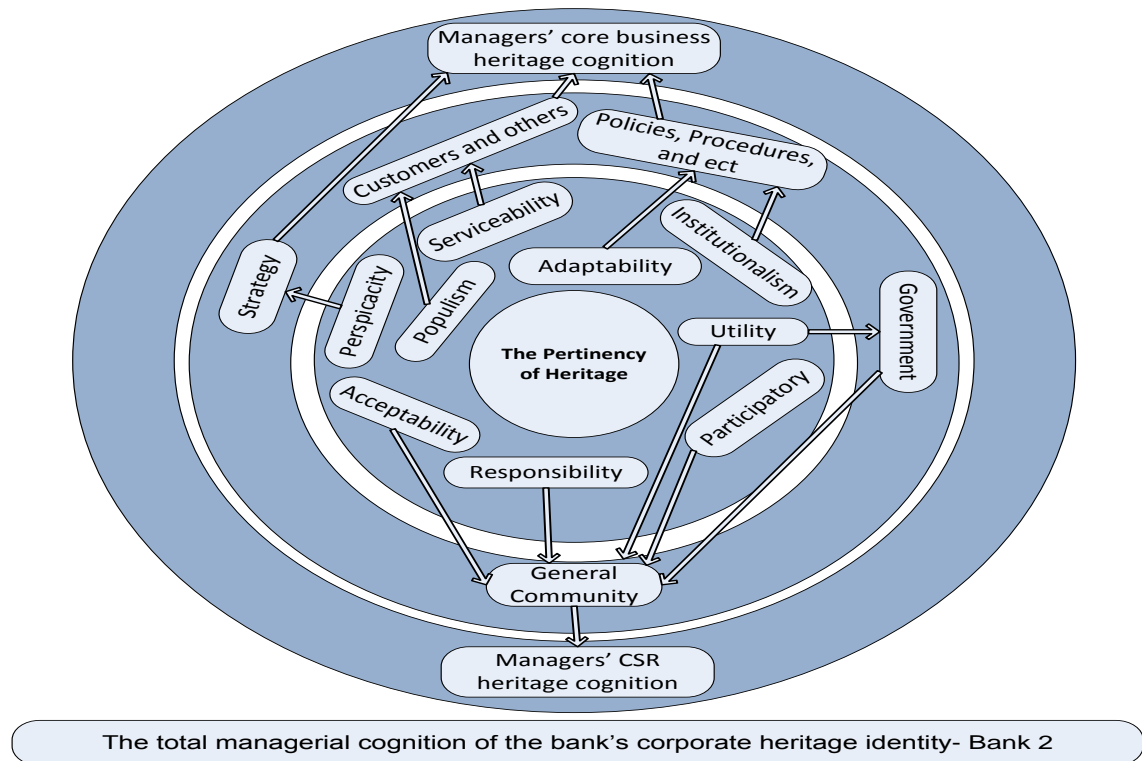 Managers’ core business
heritage cognition
Customers and others
Policies, Procedures,
and ect
Serviceability
Institutionalism
Adaptability
Strategy
Perspicacity
Populism
Government
Utility
The Pertinency
of Heritage
Participatory
Acceptability
Responsibility
General
Community
Managers’ CSR
heritage cognition
The total managerial cognition of the bank’s corporate heritage identity- Bank 2